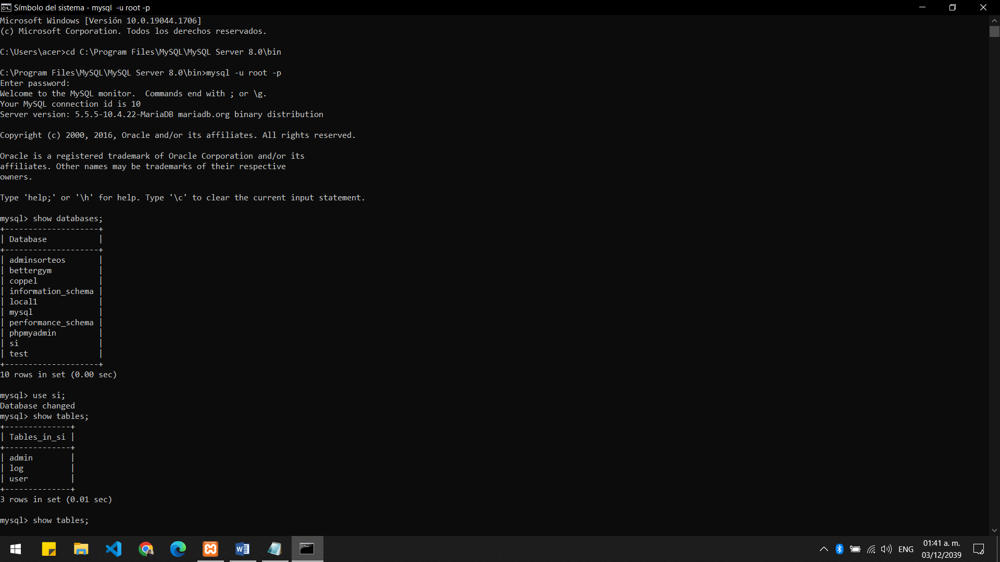 Símbolo del sistema - mysql  -u root -p
Microsoft Windows [Versión 10.0.19044.1706]
(c) Microsoft Corporation. Todos los derechos reservados.
C:\Users\acer>cd C:\Program Files\MySQL\MySQL Server 8.0\bin
C:\Program Files\MySQL\MySQL Server 8.0\bin>mysql -u root -p
Enter password:
Welcome to the MySQL monitor.  Commands end with ; or \g.
Your MySQL connection id is 10
Server version: 5.5.5-10.4.22-MariaDB mariadb.org binary distribution
Copyright (c) 2000, 2016, Oracle and/or its affiliates. All rights reserved.
Oracle is a registered trademark of Oracle Corporation and/or its
affiliates. Other names may be trademarks of their respective
owners.
Type 'help;' or '\h' for help. Type '\c' to clear the current input statement.
mysql> show databases;
+--------------------+
| Database           |
+--------------------+
| adminsorteos       |
| bettergym          |
| coppel             |
| information_schema |
| local1             |
| mysql              |
| performance_schema |
| phpmyadmin         |
| si                 |
| test               |
+--------------------+
10 rows in set (0.00 sec)
mysql> use si;
Database changed
mysql> show tables;
+--------------+
| Tables_in_si |
+--------------+
| admin        |
| log          |
| user         |
+--------------+
3 rows in set (0.01 sec)
mysql> show tables;
ENG
01:41 a. m.
03/12/2039